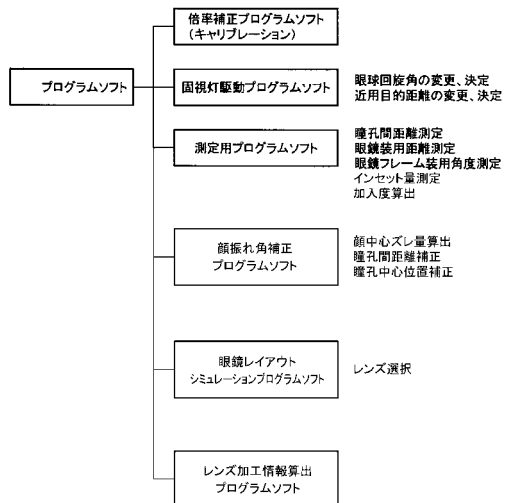 倍率補正プログラムソフト
(キャリブレーション)
プログラムソフト
固視灯駆動プログラムソフト
眼球回旋角の変更、決定
近用目的距離の変更、決定
測定用プログラムソフト
瞳孔間距離測定
眼鏡装用距離測定
眼鏡フレーム装用角度測定
インセット量測定
加入度算出
顔振れ角補正
プログラムソフト
顔中心ズレ量算出
瞳孔間距離補正
瞳孔中心位置補正
眼鏡レイアウト
シミュレーションプログラムソフト
レンズ選択
レンズ加工情報算出
プログラムソフト